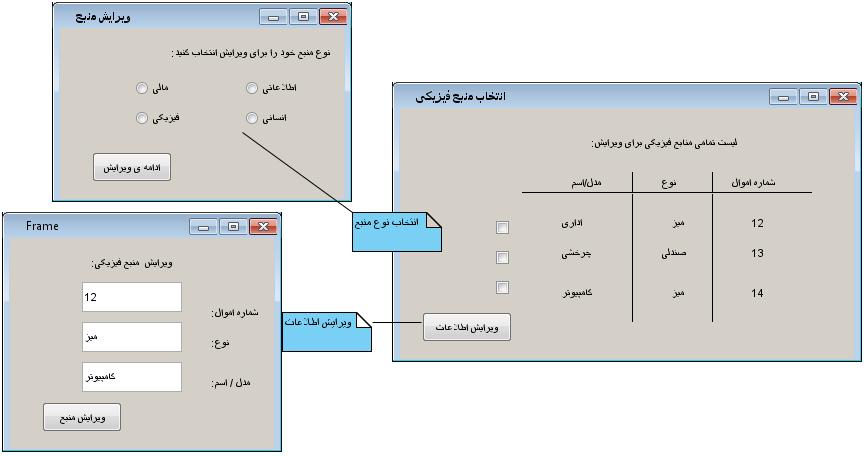 ویرایش منبع
نوع منبع خود را برای ویرایش انتخاب کنید:
اطلاعاتی مالی
انسانی فیزیکی
ادامه ی ویرایش
انتخاب نوع منبع
انتخاب منبع فیزیکی
لیست تمامی منابع فیزیکی برای ویرایش:
شماره اموال نوع مدل/اسم
12 میز اداری
13 صندلی چرخشی
14 میز کامپیوتر
ویرایش اطلاعات
ویرایش اطلاعات
Frame
ویرایش منبع فیزیکی:
شماره اموال: 12
نوع: میز
مدل / اسم: کامپیوتر
ویرایش منبع